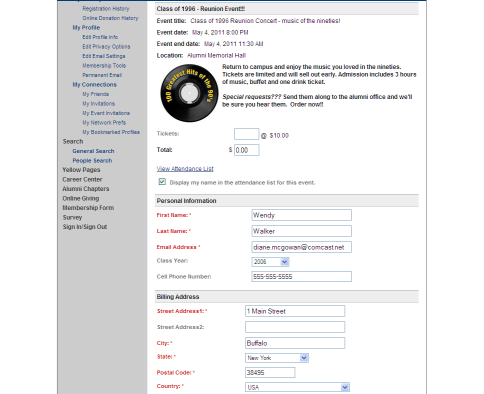 Registration History
Online Donation History
My Profile
Edit Profile Info
Edit Privacy Options
Edit Email Settings
Membership Tools
Permanent Email
My Connections
My Friends
My Invitations
My Event Invitations
My Network Prefs
My Bookmarked Profiles
Search
General Search
People Search
Yellow Pages
Career Center
Alumni Chapters
Online Giving
Membership Form
Survey
Sign In/Sign Out
Class of 1996 - Reunion Event!!!
Event title: Class of 1996 Reunion Concert - music of the nineties!
Event date: May 4, 2011 8:00 PM
Event end date: May 4, 2011 11:30 AM
Location: Alumni Memorial Hall
100 Greatest Hits of the 90's
Return to campus and enjoy the music you loved in the nineties.
Tickets are limited and will sell out early. Admission includes 3 hours
of music, buffet and one drink ticket.
Special requests??? Send them along to the alumni office and we'll
be sure you hear them. Order now!!
Tickets: @ $10.00
Total: $ 0.00
View Attendance List
Display my name in the attendance list for this event.
Personal Information
First Name: * Wendy
Last Name: * Walker
Email Address * diane.mcgowan@comcast.net
Class Year: 2006
Cell Phone Number: 555-555-5555
Billing Address
Street Address1: * 1 Main Street
Street Address2:
City: * Buffalo
State: * New York
Postal Code: * 38495
Country: * USA